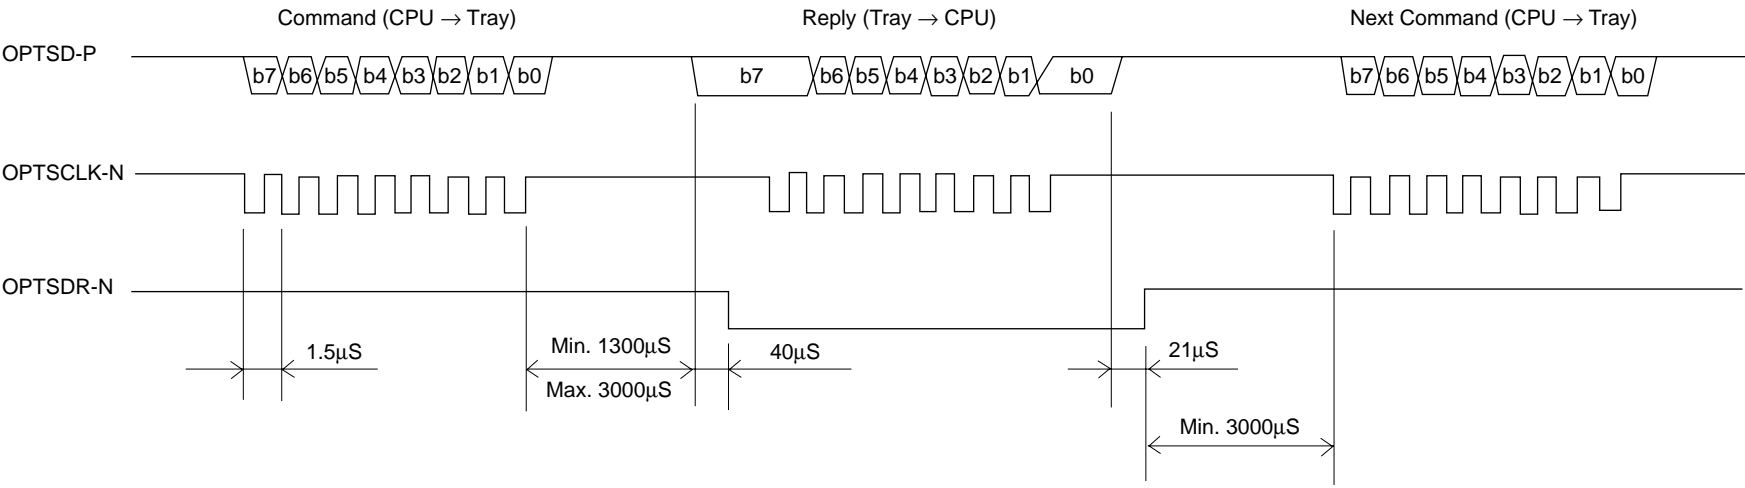 Command (CPU → Tray)
Reply (Tray → CPU)
Next Command (CPU → Tray)
OPTSD-P
b7 b6 b5 b4 b3 b2 b1 b0
b7 b6 b5 b4 b3 b2 b1 b0
b7 b6 b5 b4 b3 b2 b1 b0
OPTSCLK-N
OPTSDR-N
1.5µS
Min. 1300µS
Max. 3000µS
40µS
21µS
Min. 3000µS